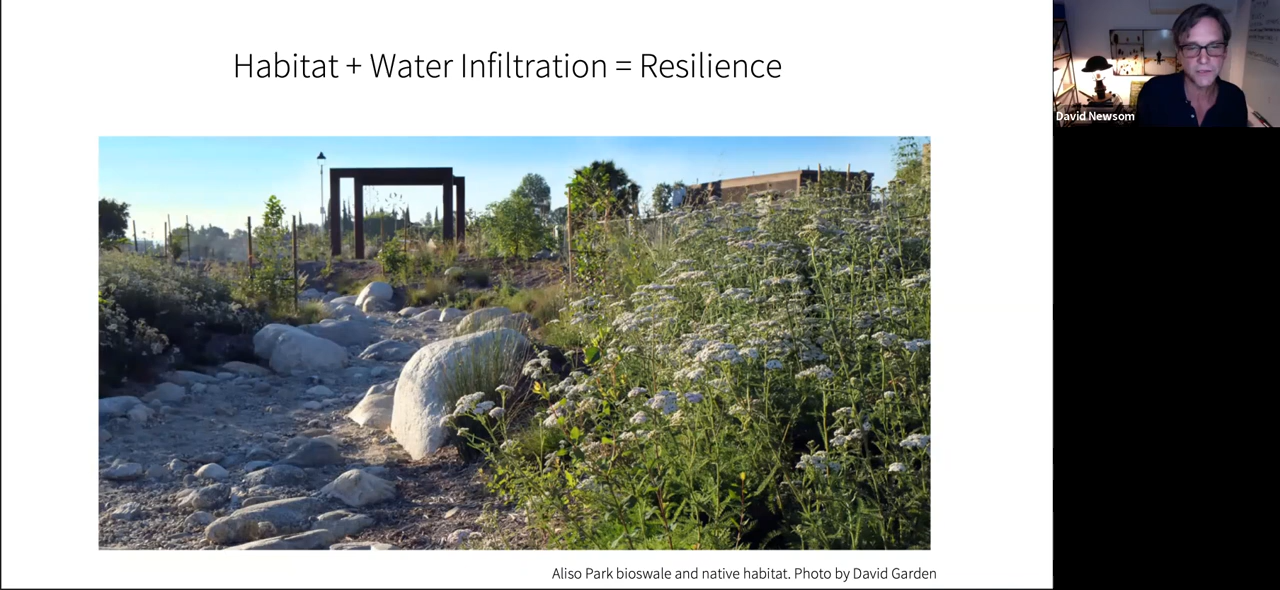 Habitat + Water Infiltration = Resilience
David Newsom
Aliso Park bioswale and native habitat. Photo by David Garden